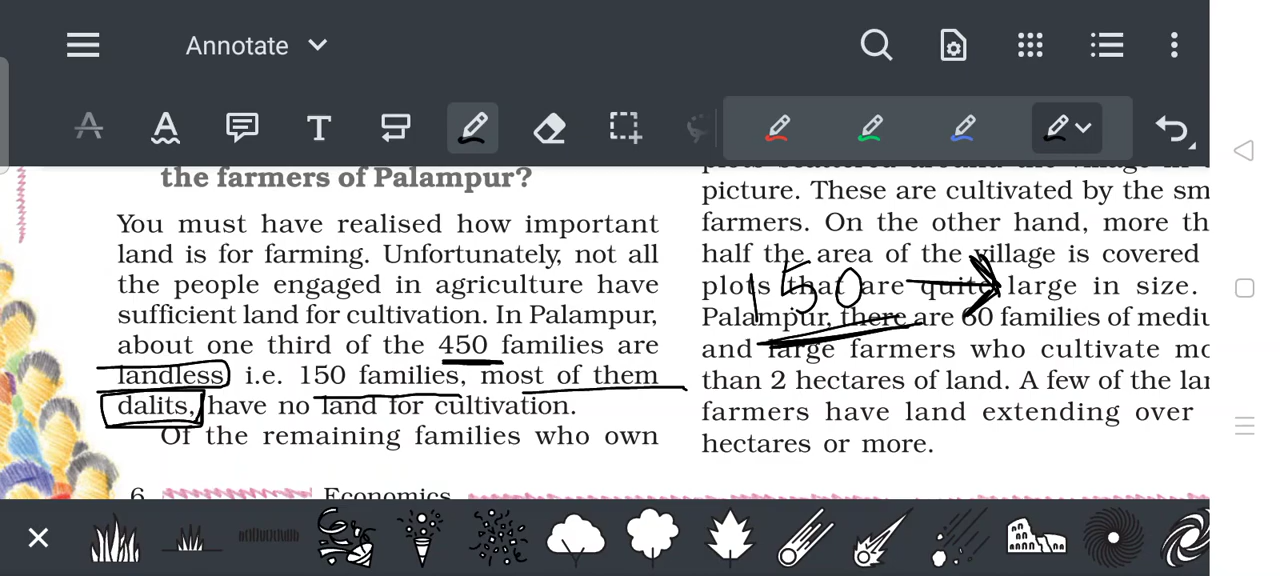 Annotate
T
the farmers of Palampur?
You must have realised how important
land is for farming. Unfortunately, not all
the people engaged in agriculture have
sufficient land for cultivation. In Palampur,
about one third of the 450 families are
landless, i.e. 150 families, most of them
dalits, have no land for cultivation.
Of the remaining families who own
6 Economics
plots scattered around the village in
picture. These are cultivated by the sm
farmers. On the other hand, more th
half the area of the village is covered
plots that are quite large in size.
Palampur, there are 60 families of mediu
and large farmers who cultivate mo
than 2 hectares of land. A few of the lar
farmers have land extending over
hectares or more.
150